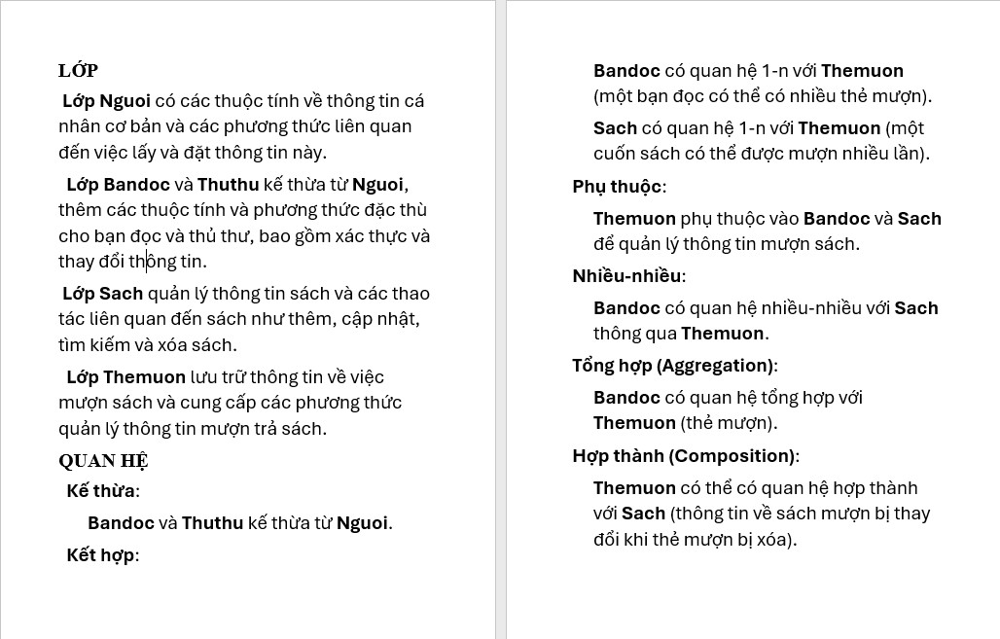 LỚP
Lớp Nguoi có các thuộc tính về thông tin cá
nhân cơ bản và các phương thức liên quan
đến việc lấy và đặt thông tin này.
Lớp Bandoc và Thuthu kế thừa từ Nguoi,
thêm các thuộc tính và phương thức đặc thù
cho bạn đọc và thủ thư, bao gồm xác thực và
thay đổi thông tin.
Lớp Sach quản lý thông tin sách và các thao
tác liên quan đến sách như thêm, cập nhật,
tìm kiếm và xóa sách.
Lớp Themuon lưu trữ thông tin về việc
mượn sách và cung cấp các phương thức
quản lý thông tin mượn trả sách.
QUAN HỆ
Kế thừa:
Bandoc và Thuthu kế thừa từ Nguoi.
Kết hợp:
Bandoc có quan hệ 1-n với Themuon
(một bạn đọc có thể có nhiều thẻ mượn).
Sach có quan hệ 1-n với Themuon (một
cuốn sách có thể được mượn nhiều lần).
Phụ thuộc:
Themuon phụ thuộc vào Bandoc và Sach
để quản lý thông tin mượn sách.
Nhiều-nhiều:
Bandoc có quan hệ nhiều-nhiều với Sach
thông qua Themuon.
Tổng hợp (Aggregation):
Bandoc có quan hệ tổng hợp với
Themuon (thẻ mượn).
Hợp thành (Composition):
Themuon có thể có quan hệ hợp thành
với Sach (thông tin về sách mượn bị thay
đổi khi thẻ mượn bị xóa).